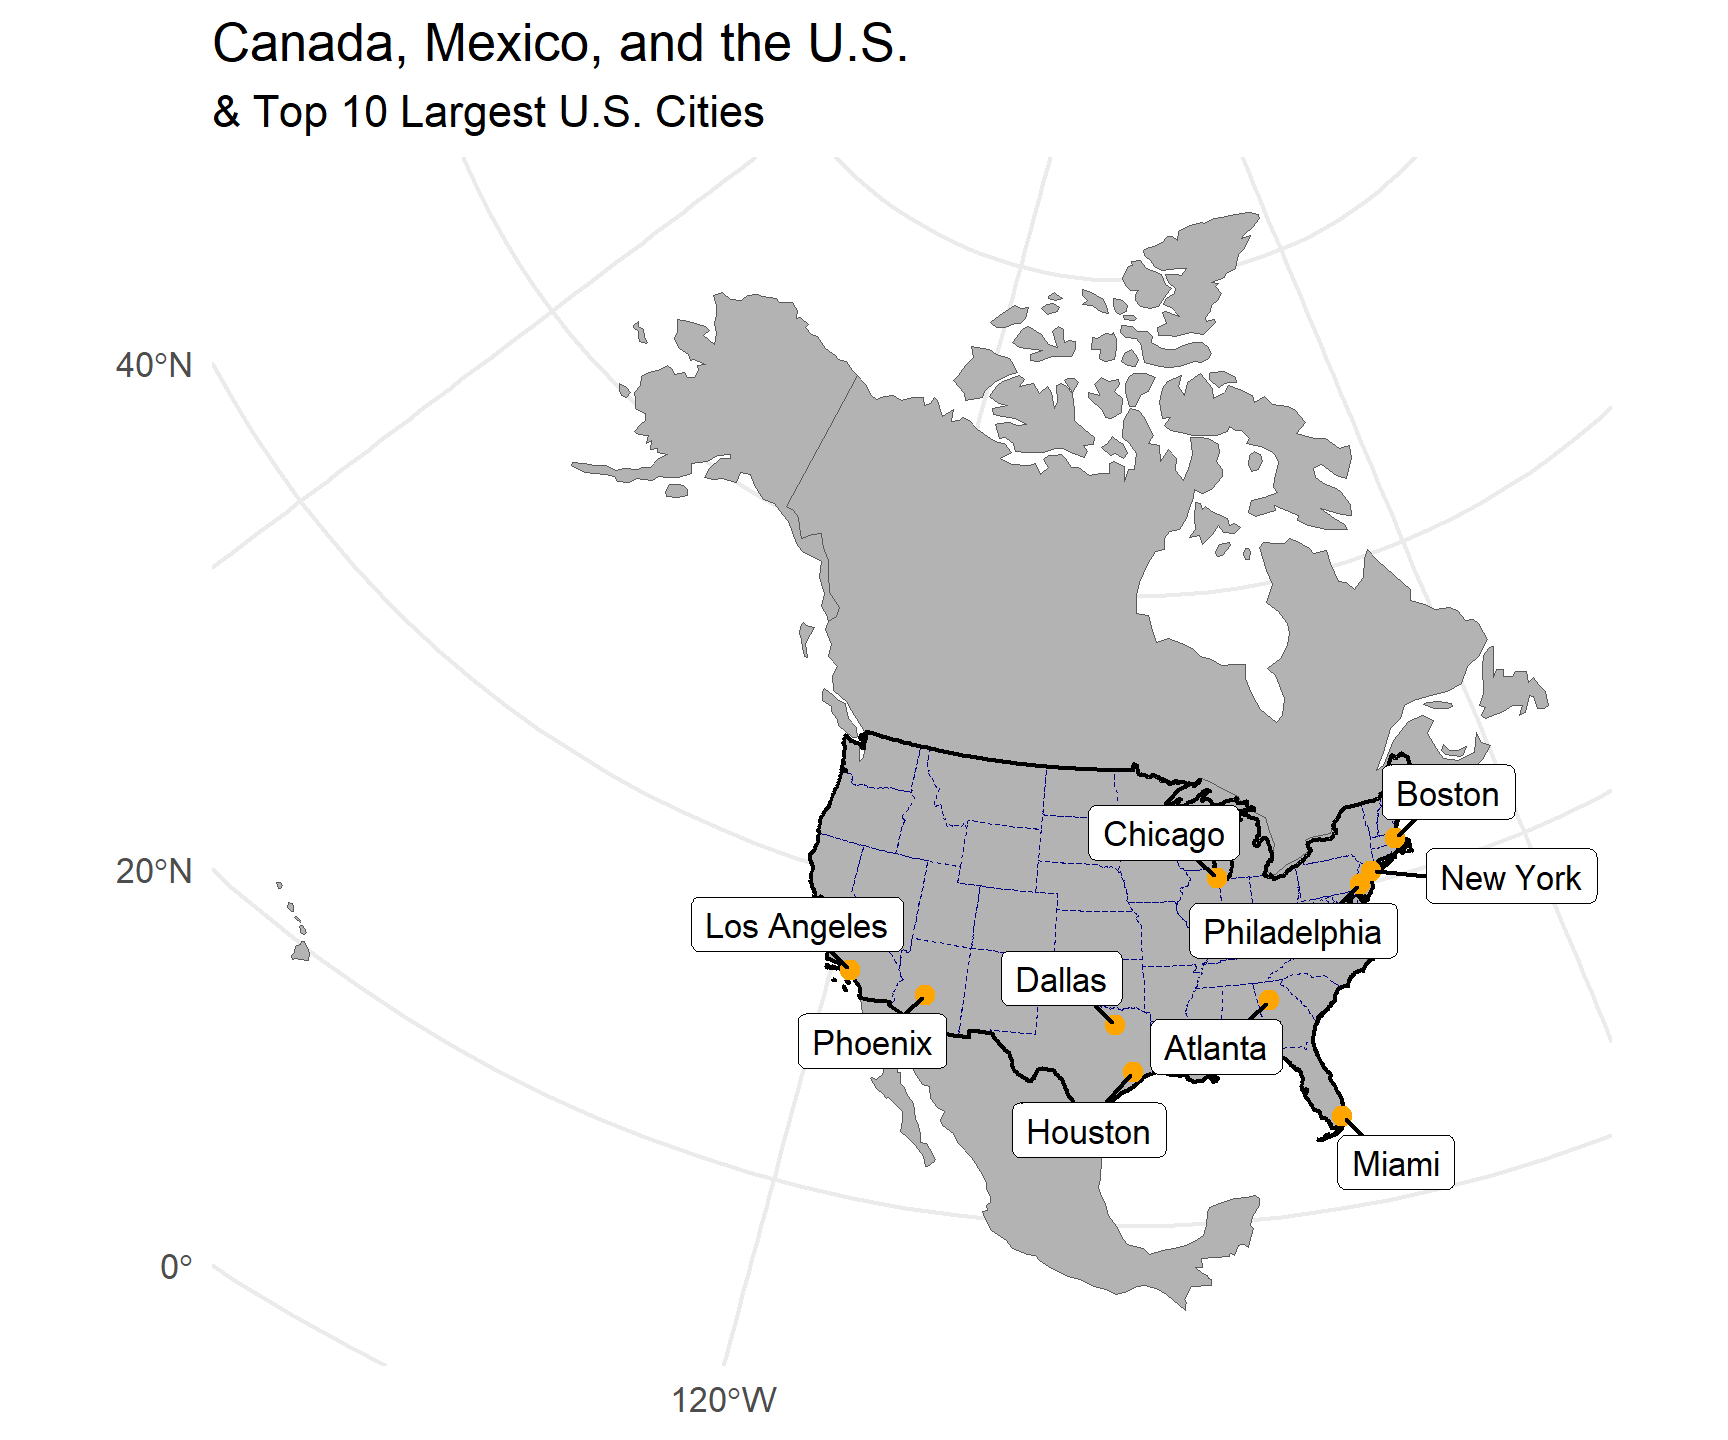 Canada, Mexico, and the U.S.
& Top 10 Largest U.S. Cities
40°N
Boston
Chicago
20°N
New York
Los Angeles
Philadelphia
Dallas
Phoenix
Atlanta
Houston
Miami
0°
120°W